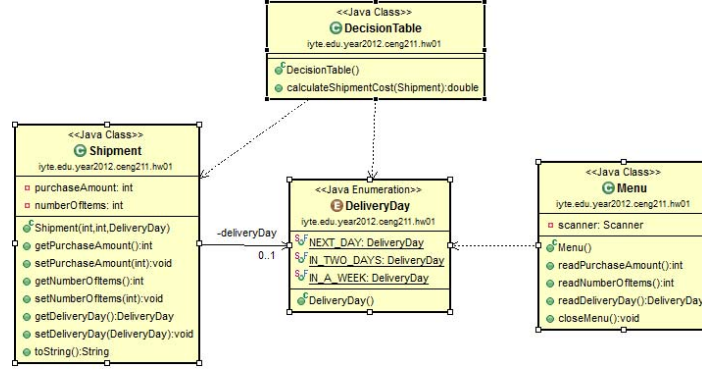 <<Java Class>>
DecisionTable
iyte.edu.year2012.ceng211.hw01
DecisionTable()
calculateShipmentCost(Shipment):double
<<Java Class>>
Shipment
iyte.edu.year2012.ceng211.hw01
purchaseAmount: int
numberOfItems: int
Shipment(int,int,DeliveryDay)
getPurchaseAmount():int
setPurchaseAmount(int):void
getNumberOfItems():int
setNumberOfItems(int):void
getDeliveryDay():DeliveryDay
setDeliveryDay(DeliveryDay):void
toString():String
-deliveryDay
0..1
<<Java Enumeration>>
DeliveryDay
iyte.edu.year2012.ceng211.hw01
NEXT_DAY: DeliveryDay
IN_TWO_DAYS: DeliveryDay
IN_A_WEEK: DeliveryDay
DeliveryDay()
<<Java Class>>
Menu
iyte.edu.year2012.ceng211.hw01
scanner: Scanner
Menu()
readPurchaseAmount():int
readNumberOfItems():int
readDeliveryDay():DeliveryDay
closeMenu():void